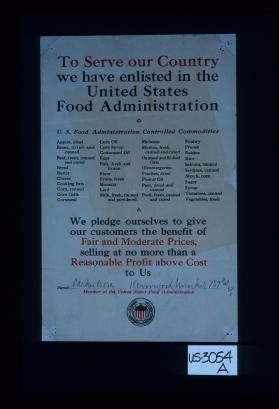 To Serve our Country
we have enlisted in the
United States
Food Administration
U. S. Food Administration Controlled Commodities
Apples, dried
Beans, dried and
canned
Beef, fresh, canned
and cured
Bread
Butter
Cheese
Cooking Fats
Corn, canned
Corn Grits
Cornmeal
Corn Oil
Corn Syrup
Cottonseed Oil
Eggs
Fish, fresh and
frozen
Flour
Fruits, fresh
Hominy
Lard
Milk, fresh, canned
and powdered
Molasses
Mutton, fresh,
canned and cured
Oatmeal and Rolled
Oats
Oleomargarine
Peaches, dried
Peanut Oil
Peas, dried and
canned
Pork, fresh, canned
and cured
Poultry
Prunes
Raisins
Rice
Salmon, canned
Sardines, canned
Starch, corn
Sugar
Syrup
Tomatoes, canned
Vegetables, fresh
We pledge ourselves to give
our customers the benefit of
Fair and Moderate Prices,
selling at no more than a
Reasonable Profit above Cost
to Us
Name
Member of the United States Food Administration
US 3054
A